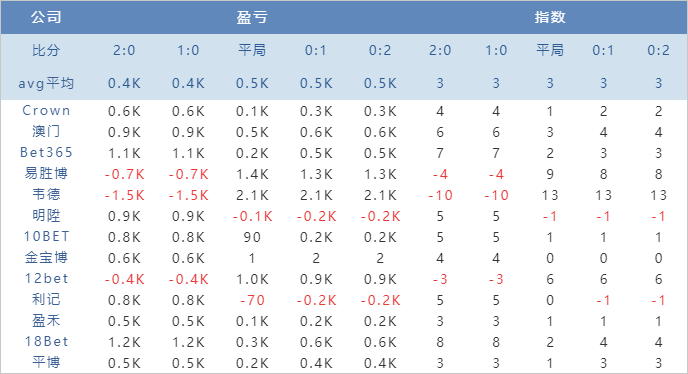 公司 盈亏 指数
比分 2:0 1:0 平局 0:1 0:2 2:0 1:0 平局 0:1 0:2
avg平均 0.4K 0.4K 0.5K 0.5K 0.5K 3 3 3 3 3
Crown 0.6K 0.6K 0.1K 0.3K 0.3K 4 4 1 2 2
澳门 0.9K 0.9K 0.5K 0.6K 0.6K 6 6 3 4 4
Bet365 1.1K 1.1K 0.2K 0.5K 0.5K 7 7 2 3 3
易胜博 -0.7K -0.7K 1.4K 1.3K 1.3K -4 -4 9 8 8
韦德 -1.5K -1.5K 2.1K 2.1K 2.1K -10 -10 13 13 13
明陞 0.9K 0.9K -0.1K -0.2K -0.2K 5 5 -1 -1 -1
10BET 0.8K 0.8K 90 0.2K 0.2K 5 5 1 1 1
金宝博 0.6K 0.6K 1 2 2 4 4 0 0 0
12bet -0.4K -0.4K 1.0K 0.9K 0.9K -3 -3 6 6 6
利记 0.8K 0.8K -70 -0.2K -0.2K 5 5 0 -1 -1
盈禾 0.5K 0.5K 0.1K 0.2K 0.2K 3 3 1 1 1
18Bet 1.2K 1.2K 0.3K 0.6K 0.6K 8 8 2 4 4
平博 0.5K 0.5K 0.2K 0.4K 0.4K 3 3 1 3 3